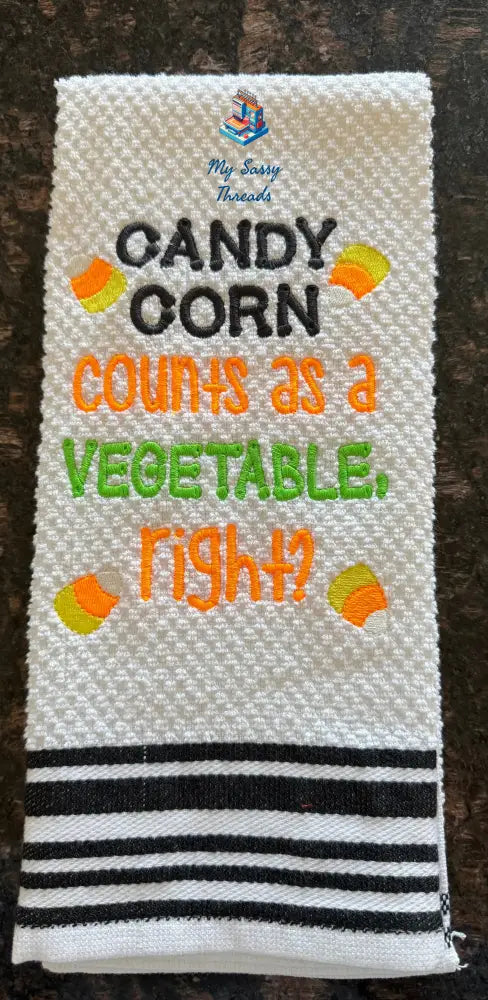 My Sassy
Threads
CANDY
CORN
counts as a
VEGETABLE,
right?